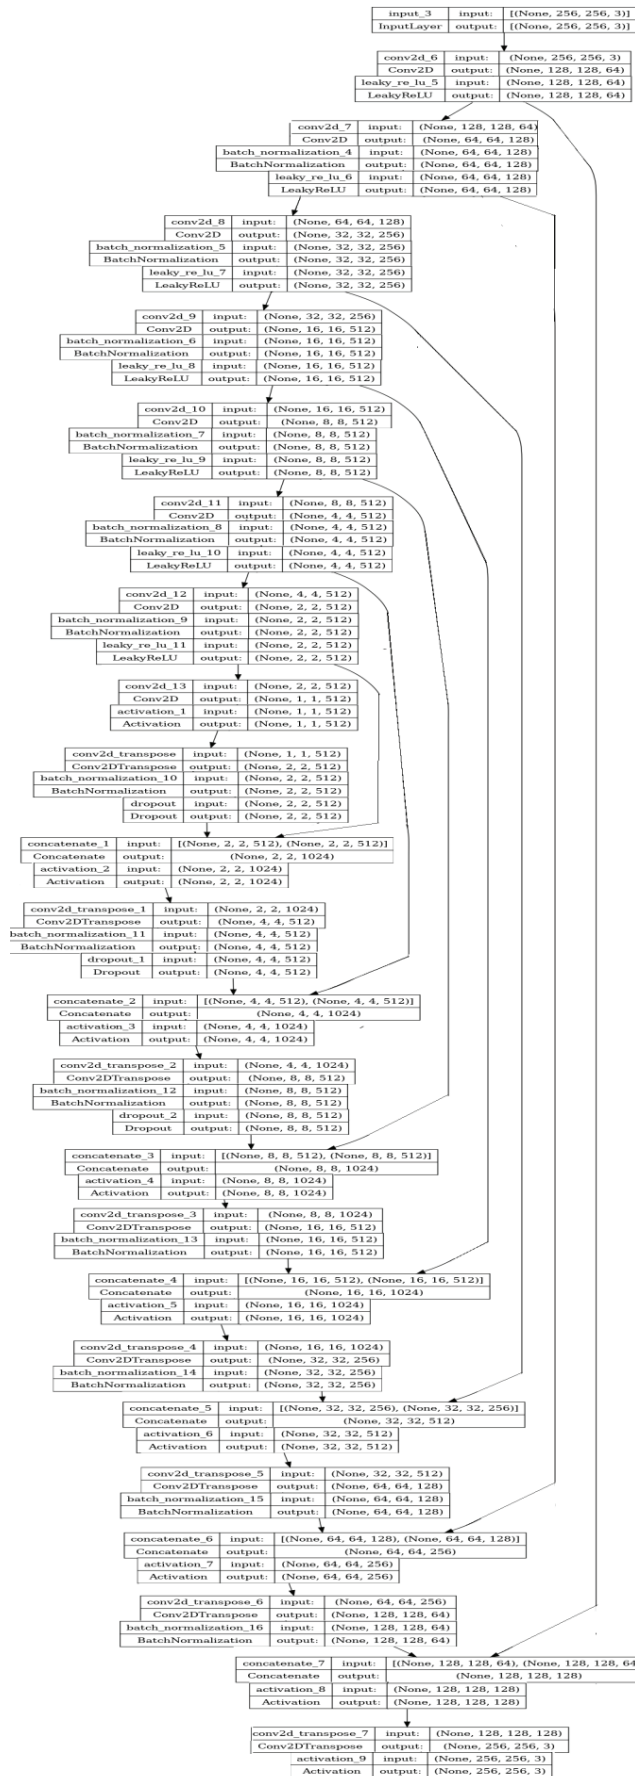 input_3 input: [(None, 256, 256, 3)]
InputLayer output: [(None, 256, 256, 3)]
conv2d_6 input: (None, 256, 256, 3)
Conv2D output: (None, 128, 128, 64)
leaky_re_lu_5 input: (None, 128, 128, 64)
LeakyReLU output: (None, 128, 128, 64)
conv2d_7 input: (None, 128, 128, 64)
Conv2D output: (None, 64, 64, 128)
batch_normalization_4 input: (None, 64, 64, 128)
BatchNormalization output: (None, 64, 64, 128)
leaky_re_lu_6 input: (None, 64, 64, 128)
LeakyReLU output: (None, 64, 64, 128)
conv2d_8 input: (None, 64, 64, 128)
Conv2D output: (None, 32, 32, 256)
batch_normalization_5 input: (None, 32, 32, 256)
BatchNormalization output: (None, 32, 32, 256)
leaky_re_lu_7 input: (None, 32, 32, 256)
LeakyReLU output: (None, 32, 32, 256)
conv2d_9 input: (None, 32, 32, 256)
Conv2D output: (None, 16, 16, 512)
batch_normalization_6 input: (None, 16, 16, 512)
BatchNormalization output: (None, 16, 16, 512)
leaky_re_lu_8 input: (None, 16, 16, 512)
LeakyReLU output: (None, 16, 16, 512)
conv2d_10 input: (None, 16, 16, 512)
Conv2D output: (None, 8, 8, 512)
batch_normalization_7 input: (None, 8, 8, 512)
BatchNormalization output: (None, 8, 8, 512)
leaky_re_lu_9 input: (None, 8, 8, 512)
LeakyReLU output: (None, 8, 8, 512)
conv2d_11 input: (None, 8, 8, 512)
Conv2D output: (None, 4, 4, 512)
batch_normalization_8 input: (None, 4, 4, 512)
BatchNormalization output: (None, 4, 4, 512)
leaky_re_lu_10 input: (None, 4, 4, 512)
LeakyReLU output: (None, 4, 4, 512)
conv2d_12 input: (None, 4, 4, 512)
Conv2D output: (None, 2, 2, 512)
batch_normalization_9 input: (None, 2, 2, 512)
BatchNormalization output: (None, 2, 2, 512)
leaky_re_lu_11 input: (None, 2, 2, 512)
LeakyReLU output: (None, 2, 2, 512)
conv2d_13 input: (None, 2, 2, 512)
Conv2D output: (None, 1, 1, 512)
activation_1 input: (None, 1, 1, 512)
Activation output: (None, 1, 1, 512)
conv2d_transpose input: (None, 1, 1, 512)
Conv2DTranspose output: (None, 2, 2, 512)
batch_normalization_10 input: (None, 2, 2, 512)
BatchNormalization output: (None, 2, 2, 512)
dropout input: (None, 2, 2, 512)
Dropout output: (None, 2, 2, 512)
concatenate_1 input: [(None, 2, 2, 512), (None, 2, 2, 512)]
Concatenate output: (None, 2, 2, 1024)
activation_2 input: (None, 2, 2, 1024)
Activation output: (None, 2, 2, 1024)
conv2d_transpose_1 input: (None, 2, 2, 1024)
Conv2DTranspose output: (None, 4, 4, 512)
batch_normalization_11 input: (None, 4, 4, 512)
BatchNormalization output: (None, 4, 4, 512)
dropout_1 input: (None, 4, 4, 512)
Dropout output: (None, 4, 4, 512)
concatenate_2 input: [(None, 4, 4, 512), (None, 4, 4, 512)]
Concatenate output: (None, 4, 4, 1024)
activation_3 input: (None, 4, 4, 1024)
Activation output: (None, 4, 4, 1024)
conv2d_transpose_2 input: (None, 4, 4, 1024)
Conv2DTranspose output: (None, 8, 8, 512)
batch_normalization_12 input: (None, 8, 8, 512)
BatchNormalization output: (None, 8, 8, 512)
dropout_2 input: (None, 8, 8, 512)
Dropout output: (None, 8, 8, 512)
concatenate_3 input: [(None, 8, 8, 512), (None, 8, 8, 512)]
Concatenate output: (None, 8, 8, 1024)
activation_4 input: (None, 8, 8, 1024)
Activation output: (None, 8, 8, 1024)
conv2d_transpose_3 input: (None, 8, 8, 1024)
Conv2DTranspose output: (None, 16, 16, 512)
batch_normalization_13 input: (None, 16, 16, 512)
BatchNormalization output: (None, 16, 16, 512)
concatenate_4 input: [(None, 16, 16, 512), (None, 16, 16, 512)]
Concatenate output: (None, 16, 16, 1024)
activation_5 input: (None, 16, 16, 1024)
Activation output: (None, 16, 16, 1024)
conv2d_transpose_4 input: (None, 16, 16, 1024)
Conv2DTranspose output: (None, 32, 32, 256)
batch_normalization_14 input: (None, 32, 32, 256)
BatchNormalization output: (None, 32, 32, 256)
concatenate_5 input: [(None, 32, 32, 256), (None, 32, 32, 256)]
Concatenate output: (None, 32, 32, 512)
activation_6 input: (None, 32, 32, 512)
Activation output: (None, 32, 32, 512)
conv2d_transpose_5 input: (None, 32, 32, 512)
Conv2DTranspose output: (None, 64, 64, 128)
batch_normalization_15 input: (None, 64, 64, 128)
BatchNormalization output: (None, 64, 64, 128)
concatenate_6 input: [(None, 64, 64, 128), (None, 64, 64, 128)]
Concatenate output: (None, 64, 64, 256)
activation_7 input: (None, 64, 64, 256)
Activation output: (None, 64, 64, 256)
conv2d_transpose_6 input: (None, 64, 64, 256)
Conv2DTranspose output: (None, 128, 128, 64)
batch_normalization_16 input: (None, 128, 128, 64)
BatchNormalization output: (None, 128, 128, 64)
concatenate_7 input: [(None, 128, 128, 64), (None, 128, 128, 64
Concatenate output: (None, 128, 128, 128)
activation_8 input: (None, 128, 128, 128)
Activation output: (None, 128, 128, 128)
conv2d_transpose_7 input: (None, 128, 128, 128)
Conv2DTranspose output: (None, 256, 256, 3)
activation_9 input: (None, 256, 256, 3)
Activation output: (None, 256, 256, 3)